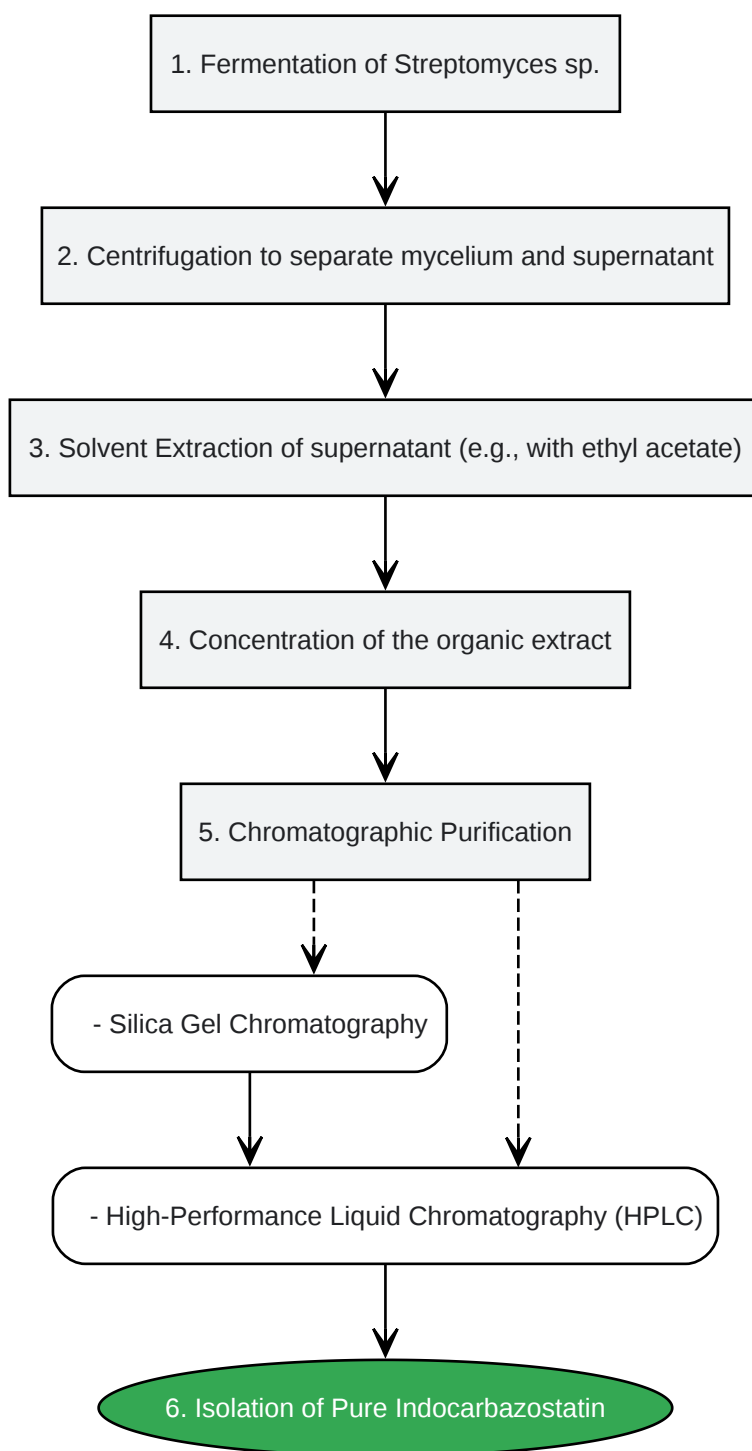 1. Fermentation of Streptomyces sp.
2. Centrifugation to separate mycelium and supernatant
3. Solvent Extraction of supernatant (e.g., with ethyl acetate)
4. Concentration of the organic extract
5. Chromatographic Purification
- Silica Gel Chromatography
- High-Performance Liquid Chromatography (HPLC)
6. Isolation of Pure Indocarbazostatin